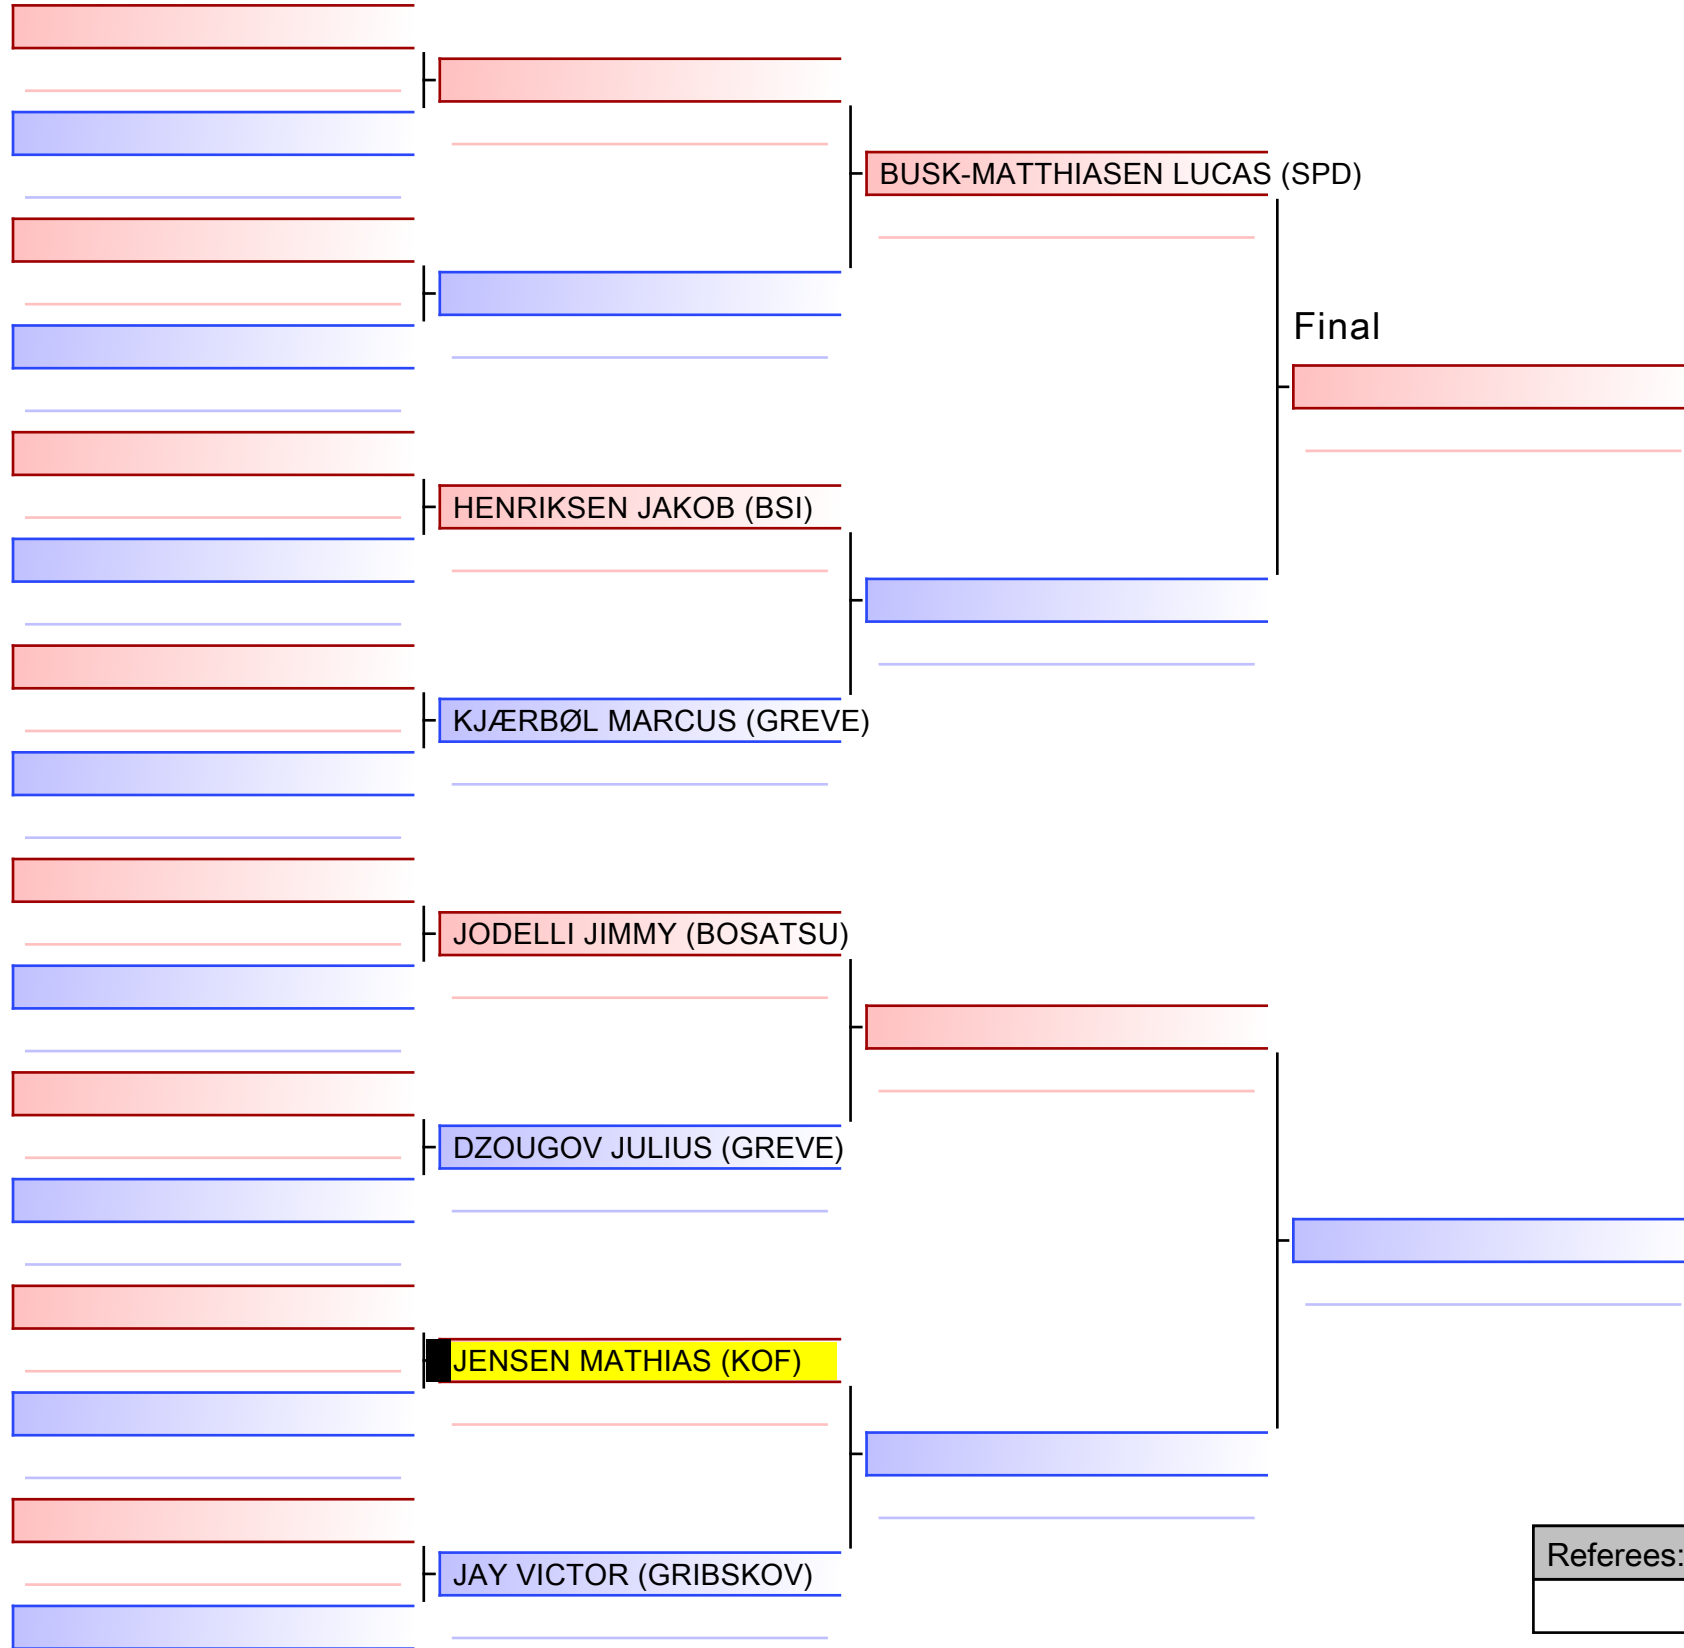 BUSK-MATTHIASEN LUCAS (SPD)
Final
HENRIKSEN JAKOB (BSI)
KJÆRBØL MARCUS (GREVE)
JODELLI JIMMY (BOSATSU)
DZOUGOV JULIUS (GREVE)
JENSEN MATHIAS (KOF)
JAY VICTOR (GRIBSKOV)
Referees: